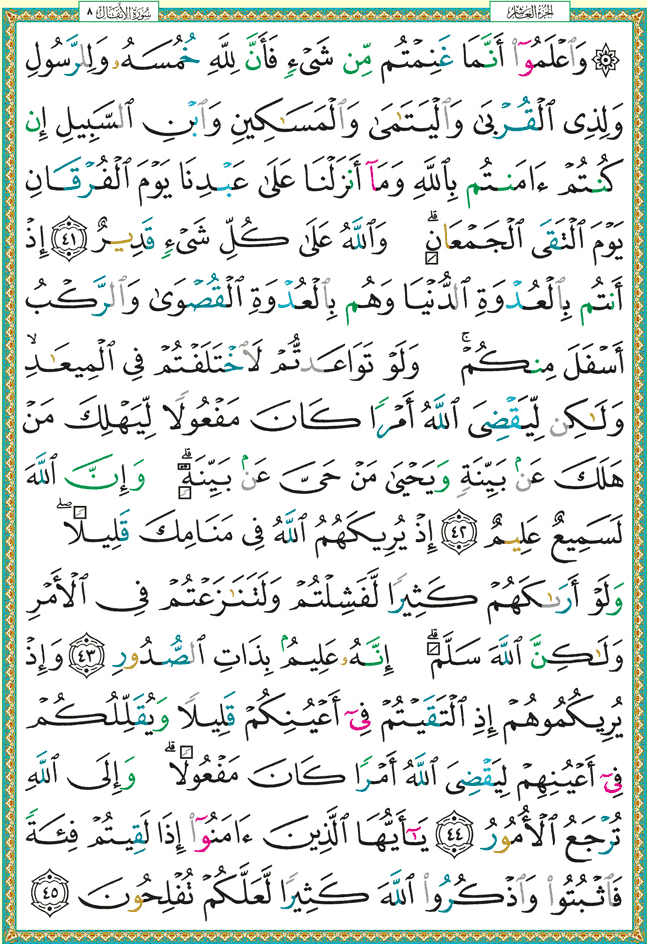 سُورَةُ الأَنفَال ٨ الجزء العاشر
۞ وَٱعۡلَمُوٓاْ أَنَّمَا غَنِمۡتُم مِّن شَيۡءٖ فَأَنَّ لِلَّهِ خُمُسَهُۥ وَلِلرَّسُولِ
وَلِذِي ٱلۡقُرۡبَىٰ وَٱلۡيَتَٰمَىٰ وَٱلۡمَسَٰكِينِ وَٱبۡنِ ٱلسَّبِيلِ إِن
كُنتُمۡ ءَامَنتُم بِٱللَّهِ وَمَآ أَنزَلۡنَا عَلَىٰ عَبۡدِنَا يَوۡمَ ٱلۡفُرۡقَانِ
يَوۡمَ ٱلۡتَقَى ٱلۡجَمۡعَانِۗ وَٱللَّهُ عَلَىٰ كُلِّ شَيۡءٖ قَدِيرٌ ٤١ إِذۡ
أَنتُم بِٱلۡعُدۡوَةِ ٱلدُّنۡيَا وَهُم بِٱلۡعُدۡوَةِ ٱلۡقُصۡوَىٰ وَٱلرَّكۡبُ
أَسۡفَلَ مِنكُمۡۚ وَلَوۡ تَوَاعَدتُّمۡ لَٱخۡتَلَفۡتُمۡ فِي ٱلۡمِيعَٰدِ ۙ
وَلَٰكِن لِّيَقۡضِيَ ٱللَّهُ أَمۡرٗا كَانَ مَفۡعُولٗا لِّيَهۡلِكَ مَنۡ
هَلَكَ عَنۢ بَيِّنَةٖ وَيَحۡيَىٰ مَنۡ حَيَّ عَنۢ بَيِّنَةٖۗ وَإِنَّ ٱللَّهَ
لَسَمِيعٌ عَلِيمٌ ٤٢ إِذۡ يُرِيكَهُمُ ٱللَّهُ فِي مَنَامِكَ قَلِيلٗاۖ
وَلَوۡ أَرَىٰكَهُمۡ كَثِيرٗا لَّفَشِلۡتُمۡ وَلَتَنَٰزَعۡتُمۡ فِي ٱلۡأَمۡرِ
وَلَٰكِنَّ ٱللَّهَ سَلَّمَۗ إِنَّهُۥ عَلِيمُۢ بِذَاتِ ٱلصُّدُورِ ٤٣ وَإِذۡ
يُرِيكُمُوهُمۡ إِذِ ٱلۡتَقَيۡتُمۡ فِيٓ أَعۡيُنِكُمۡ قَلِيلٗا وَيُقَلِّلُكُمۡ
فِيٓ أَعۡيُنِهِمۡ لِيَقۡضِيَ ٱللَّهُ أَمۡرٗا كَانَ مَفۡعُولٗاۗ وَإِلَى ٱللَّهِ
تُرۡجَعُ ٱلۡأُمُورُ ٤٤ يَٰٓأَيُّهَا ٱلَّذِينَ ءَامَنُوٓاْ إِذَا لَقِيتُمۡ فِئَةٗ
فَٱثۡبُتُواْ وَٱذۡكُرُواْ ٱللَّهَ كَثِيرٗا لَّعَلَّكُمۡ تُفۡلِحُونَ ٤٥